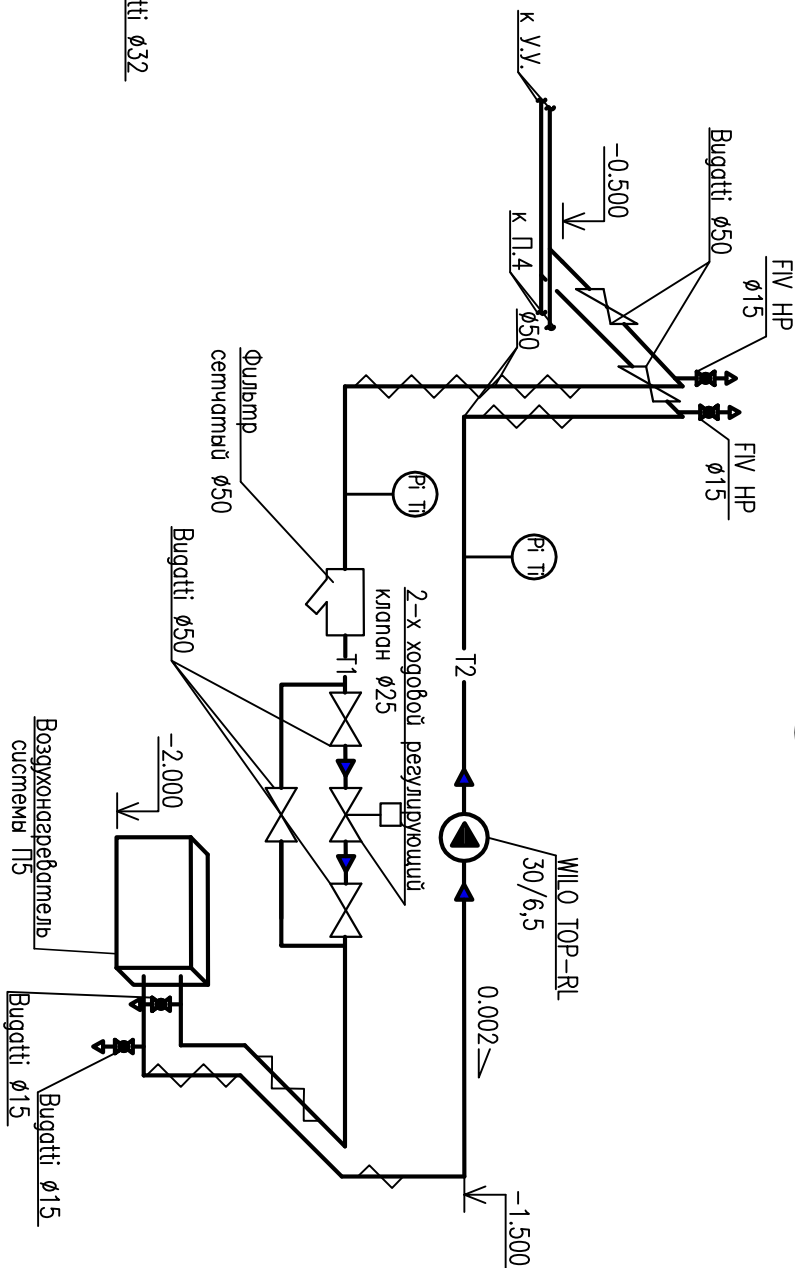 tti ø32
к У.У.
-0.500
к П.4
Bugatti ø50
FIV HP
ø15
FIV HP
ø15
ø50
Фильтр
сетчатый ø50
Pi Ti
Pi Ti
Bugatti ø50
2-х ходовой регулирующий
клапан ø25
T1
T2
WILO TOP-RL
30/6,5
0.002
-2.000
Воздухонагреватель
системы П5
Bugatti ø15
Bugatti ø15
-1.500